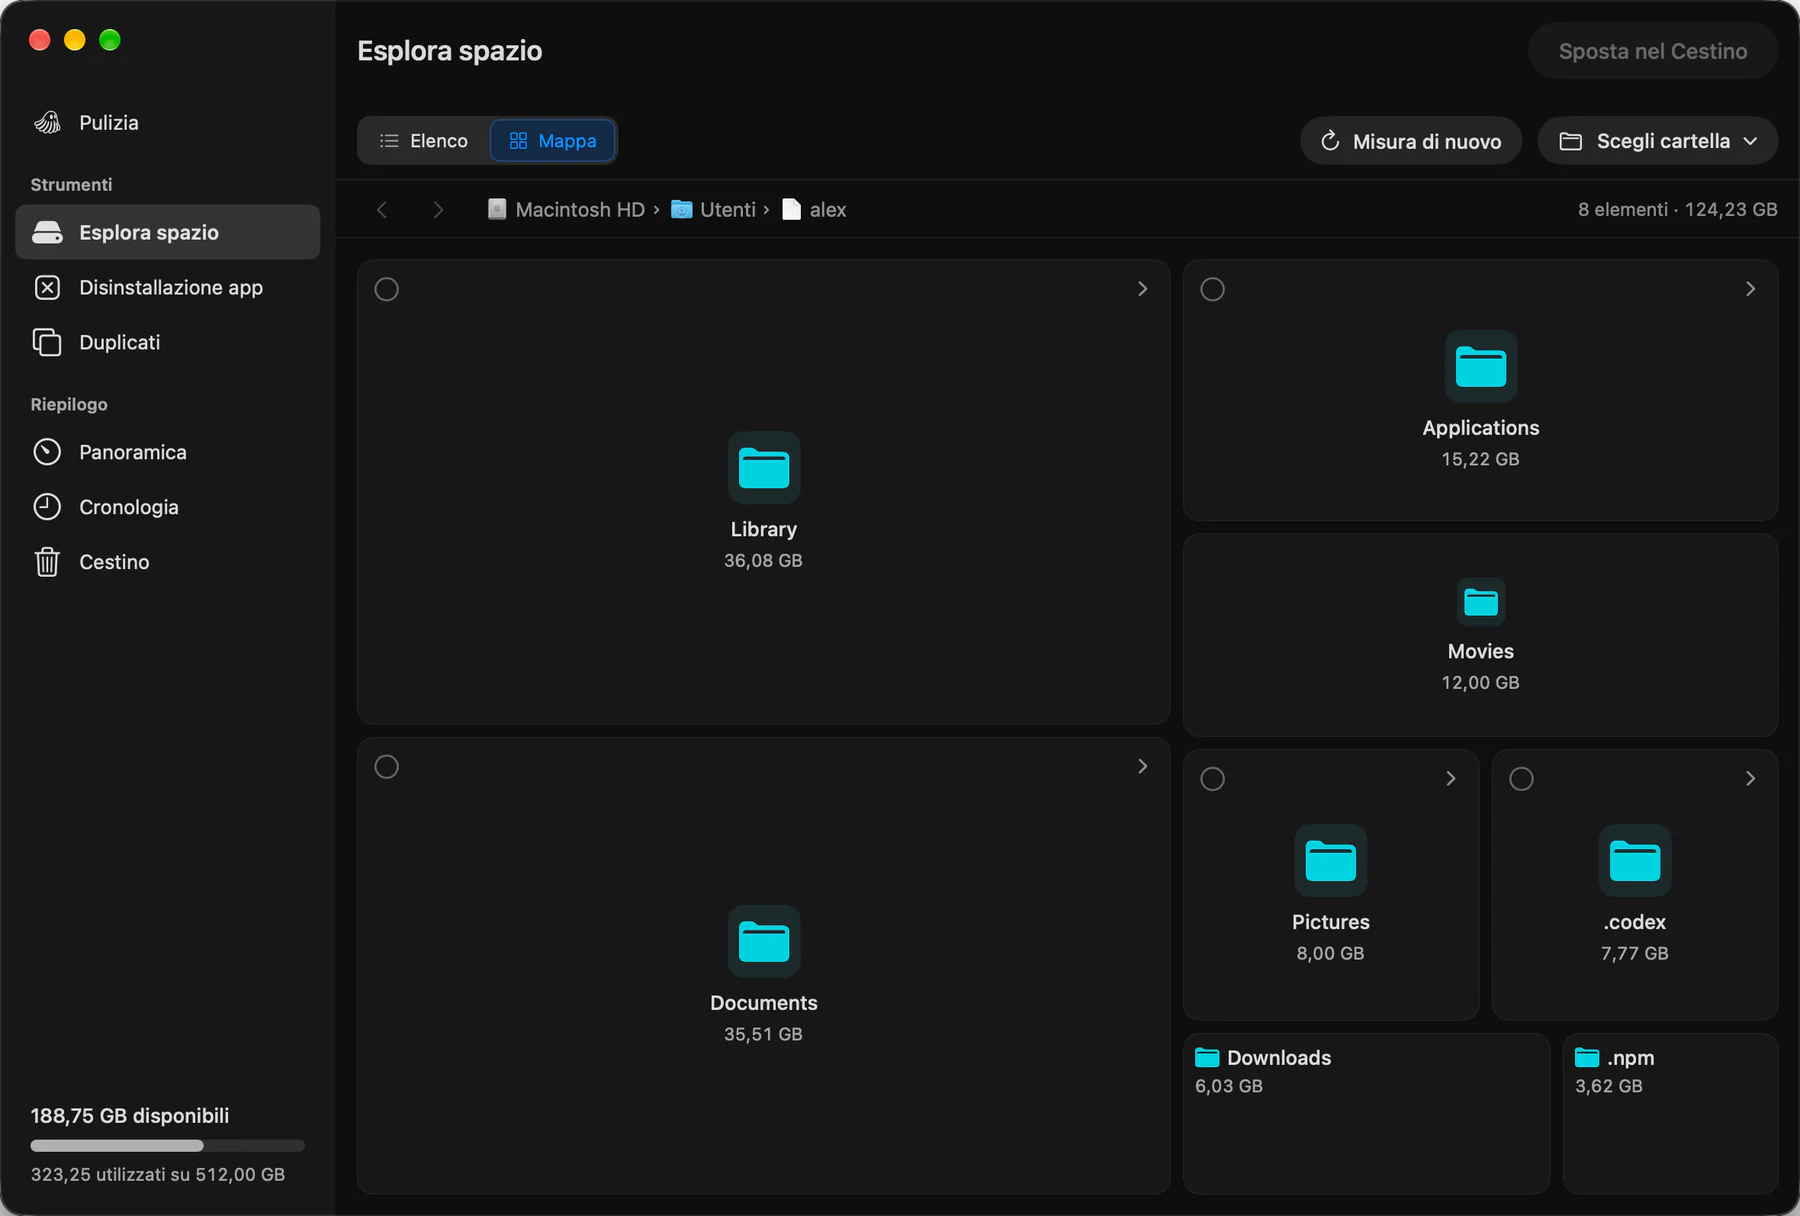 Esplora spazio
Sposta nel Cestino
Pulizia
Strumenti
Esplora spazio
Disinstallazione app
Duplicati
Riepilogo
Panoramica
Cronologia
Cestino
188,75 GB disponibili
323,25 utilizzati su 512,00 GB
Elenco
Mappa
Misura di nuovo
Scegli cartella
Macintosh HD › Utenti › alex
8 elementi · 124,23 GB
Library
36,08 GB
Documents
35,51 GB
Applications
15,22 GB
Movies
12,00 GB
Pictures
8,00 GB
.codex
7,77 GB
Downloads
6,03 GB
.npm
3,62 GB